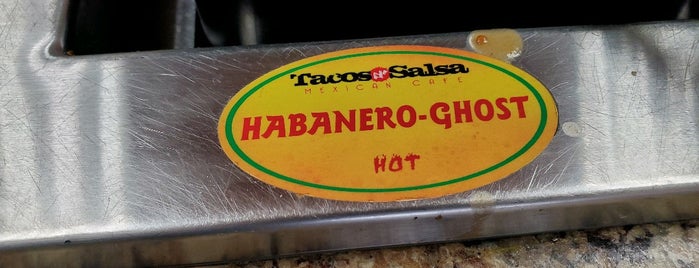 Tacos N' Salsa
MEXICAN CAFE
HABANERO-GHOST
HOT